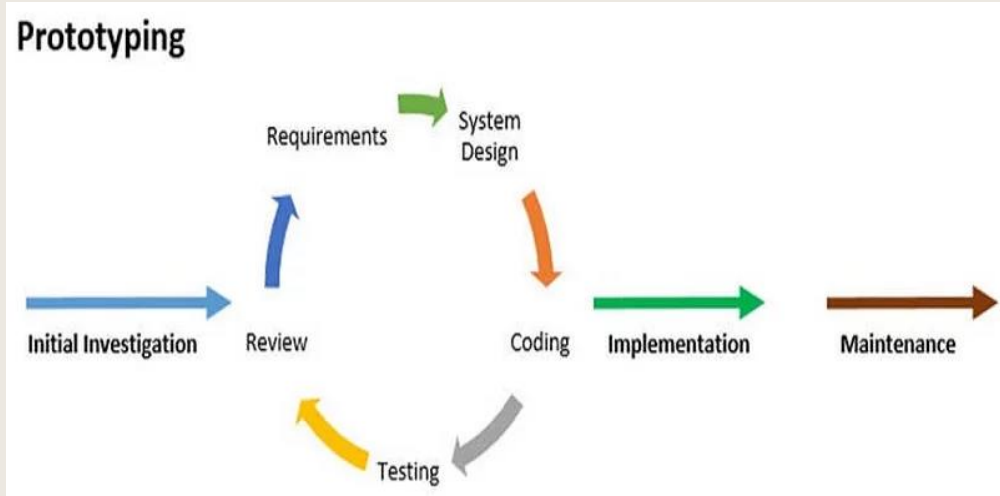 Prototyping
Requirements
System
Design
Initial Investigation
Review
Coding
Implementation
Maintenance
Testing